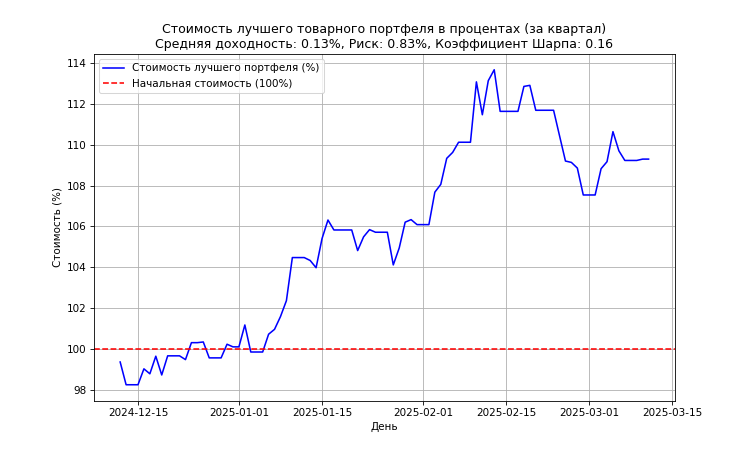 Стоимость лучшего товарного портфеля в процентах (за квартал)
Средняя доходность: 0.13%, Риск: 0.83%, Коэффициент Шарпа: 0.16
Стоимость лучшего портфеля (%)
Начальная стоимость (100%)
Стоимость (%)
114
112
110
108
106
104
102
100
98
2024-12-15
2025-01-01
2025-01-15
2025-02-01
2025-02-15
2025-03-01
2025-03-15
День